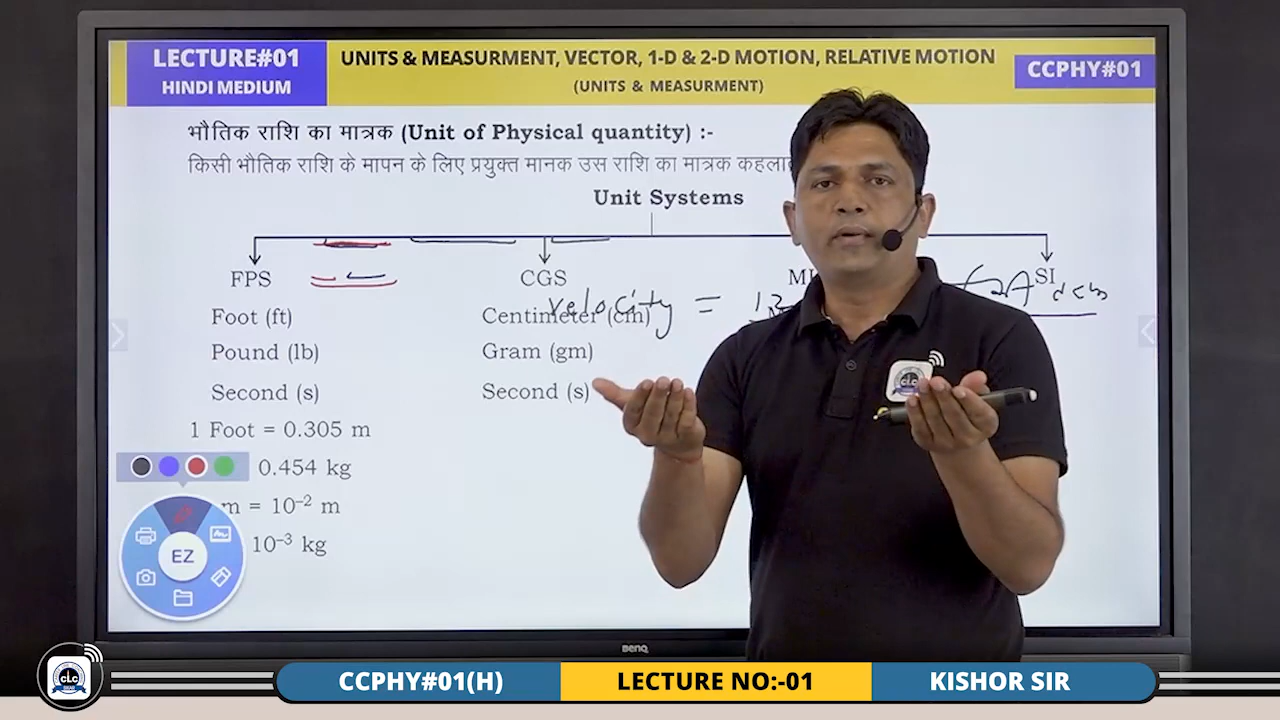 LECTURE#01
HINDI MEDIUM
UNITS & MEASURMENT, VECTOR, 1-D & 2-D MOTION, RELATIVE MOTION
(UNITS & MEASURMENT)
CCPHY#01
भौतिक राशि का मात्रक (Unit of Physical quantity) :-
किसी भौतिक राशि के मापन के लिए प्रयुक्त मानक उस राशि का मात्रक
Unit Systems
FPS CGS SI
velocity = 12
Foot (ft) Centimeter (cm)
Pound (lb) Gram (gm)
Second (s) Second (s)
1 Foot = 0.305 m
0.454 kg
m = 10⁻² m
10⁻³ kg
EZ
BenQ
CLC
CCPHY#01(H) LECTURE NO:-01 KISHOR SIR